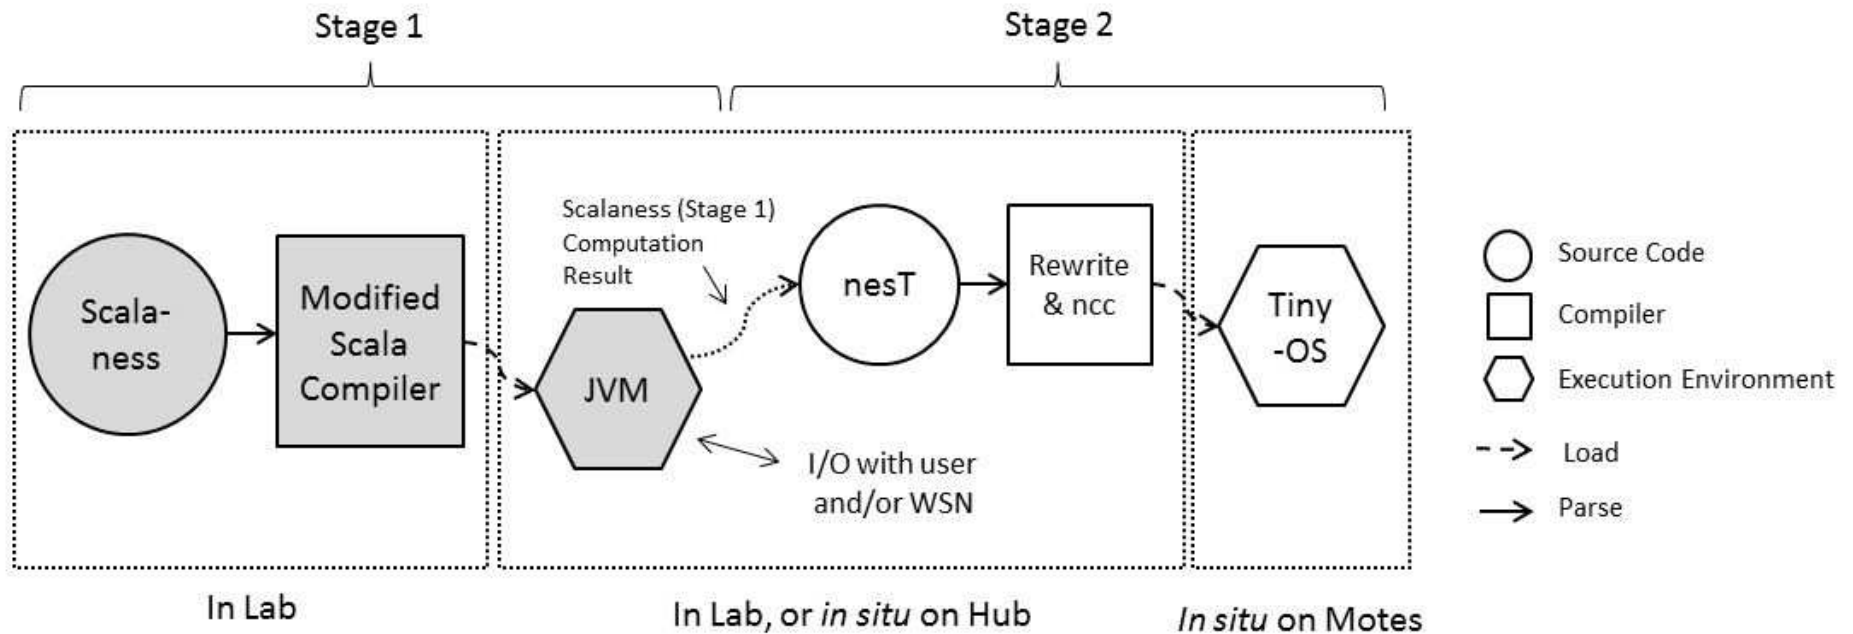 Stage 1
Stage 2
Scala-
ness
Modified
Scala
Compiler
JVM
Scalaness (Stage 1)
Computation
Result
I/O with user
and/or WSN
nesT
Rewrite
& ncc
Tiny
-OS
Source Code
Compiler
Execution Environment
Load
Parse
In Lab
In Lab, or in situ on Hub
In situ on Motes